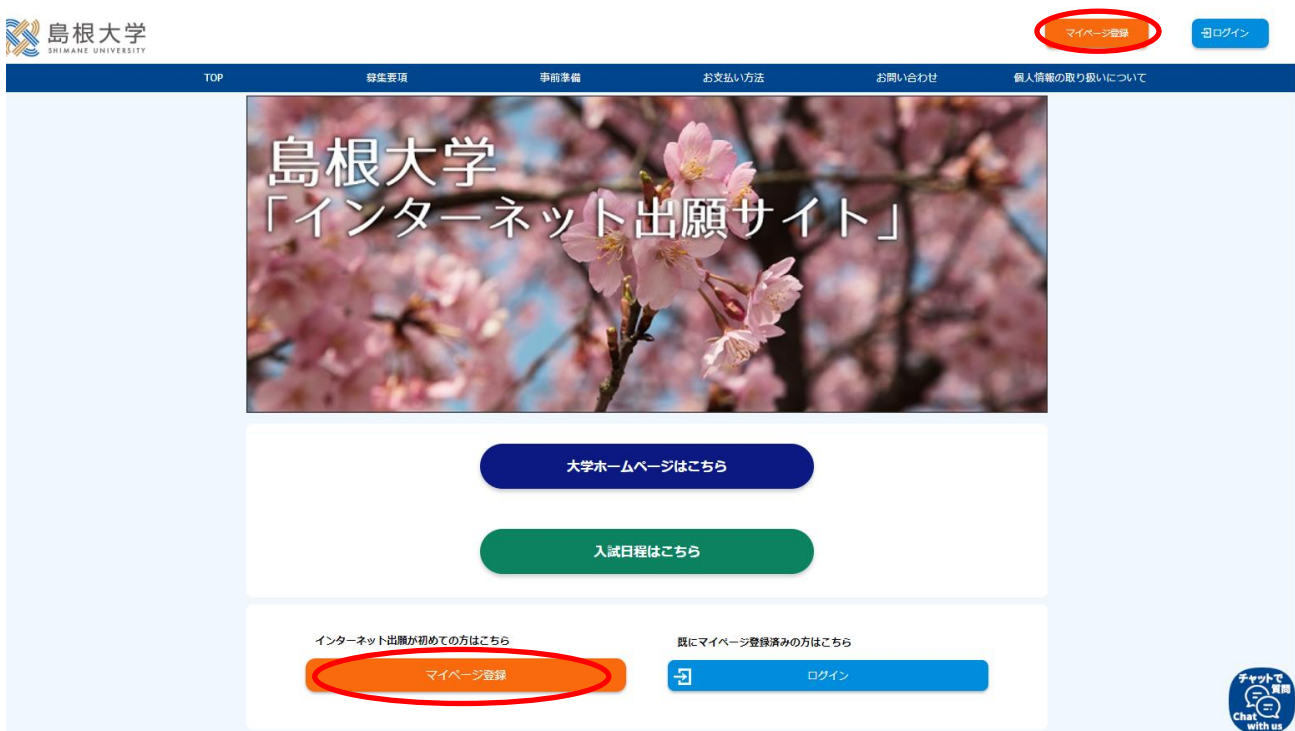 島根大学
SHIMANE UNIVERSITY
マイページ登録
ログイン
TOP
募集要項
事前準備
お支払い方法
お問い合わせ
個人情報の取り扱いについて
島根大学
「インターネット出願サイト」
大学ホームページはこちら
入試日程はこちら
インターネット出願が初めての方はこちら
マイページ登録
既にマイページ登録済みの方はこちら
ログイン
チャットで
質問
Chat
with us